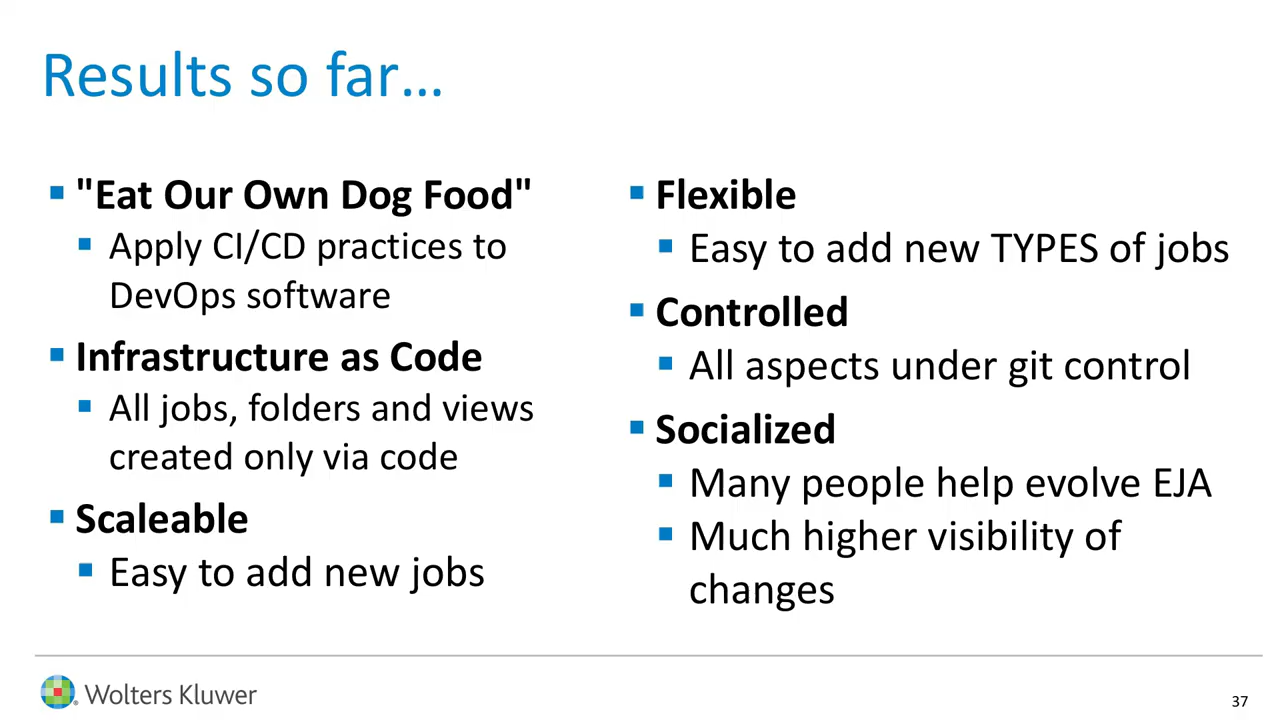 Results so far…
"Eat Our Own Dog Food"
Apply CI/CD practices to
DevOps software
Infrastructure as Code
All jobs, folders and views
created only via code
Scaleable
Easy to add new jobs
Flexible
Easy to add new TYPES of jobs
Controlled
All aspects under git control
Socialized
Many people help evolve EJA
Much higher visibility of
changes
Wolters Kluwer
37